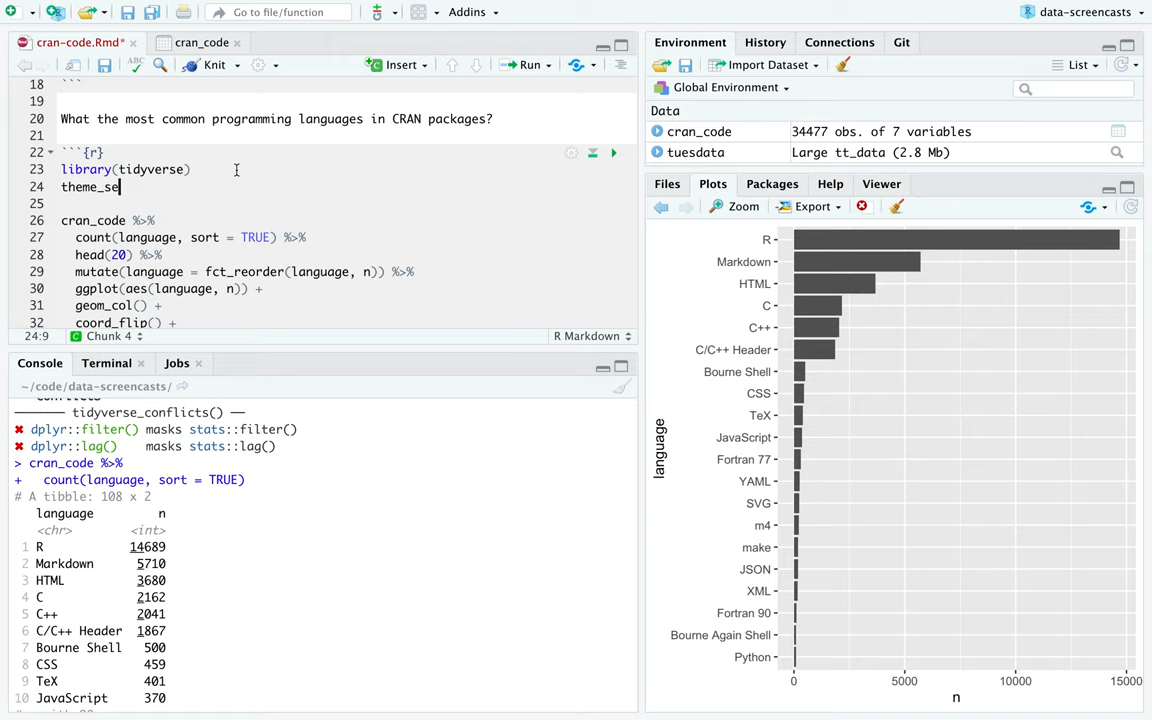 Go to file/function
Addins
data-screencasts
cran-code.Rmd*
cran_code
ABC
Knit
Insert
Run
18 ```
19
20 What the most common programming languages in CRAN packages?
21
22 ```{r}
23 library(tidyverse)
24 theme_se
25
26 cran_code %>%
27 count(language, sort = TRUE) %>%
28 head(20) %>%
29 mutate(language = fct_reorder(language, n)) %>%
30 ggplot(aes(language, n)) +
31 geom_col() +
32 coord_flip() +
24:9 Chunk 4 R Markdown
Console Terminal Jobs
~/code/data-screencasts/
conflicts
─────── tidyverse_conflicts() ──
✖ dplyr::filter() masks stats::filter()
✖ dplyr::lag() masks stats::lag()
> cran_code %>%
+ count(language, sort = TRUE)
# A tibble: 108 x 2
language n
<chr> <int>
1 R 14689
2 Markdown 5710
3 HTML 3680
4 C 2162
5 C++ 2041
6 C/C++ Header 1867
7 Bourne Shell 500
8 CSS 459
9 TeX 401
10 JavaScript 370
Environment History Connections Git
Import Dataset List
Global Environment
Data
cran_code 34477 obs. of 7 variables
tuesdata Large tt_data (2.8 Mb)
Files Plots Packages Help Viewer
Zoom Export
R
Markdown
HTML
C
C++
C/C++ Header
Bourne Shell
CSS
TeX
JavaScript
Fortran 77
YAML
SVG
m4
make
JSON
XML
Fortran 90
Bourne Again Shell
Python
language
0 5000 10000 15000
n